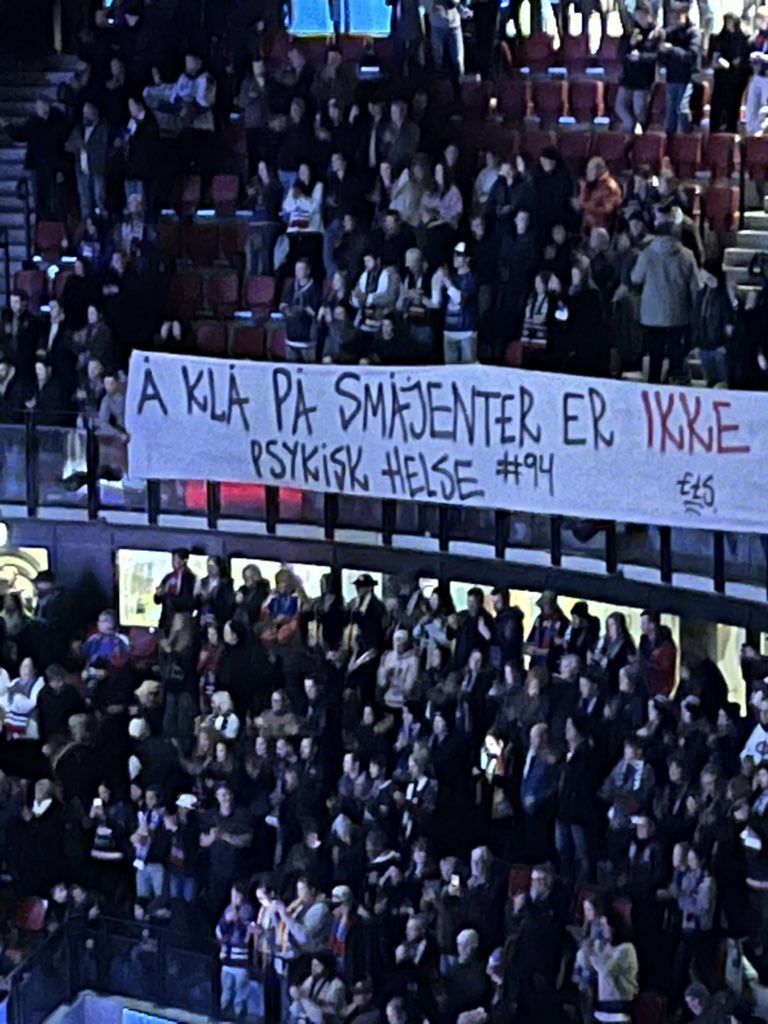 Å KLÅ PÅ SMÅJENTER ER IKKE
PSYKISK HELSE #94